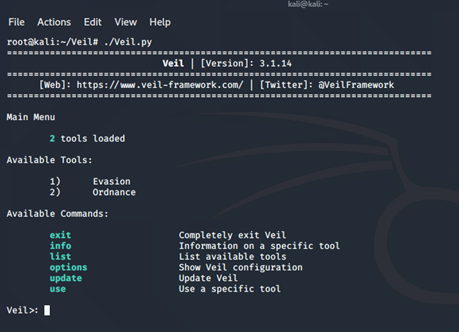 kali@kali: ~
File Actions Edit View Help
root@kali:~/Veil# ./Veil.py
===============================================================================
Veil | [Version]: 3.1.14
===============================================================================
[Web]: https://www.veil-framework.com/ | [Twitter]: @VeilFramework
===============================================================================
Main Menu
2 tools loaded
Available Tools:
1) Evasion
2) Ordnance
Available Commands:
exit Completely exit Veil
info Information on a specific tool
list List available tools
options Show Veil configuration
update Update Veil
use Use a specific tool
Veil>: